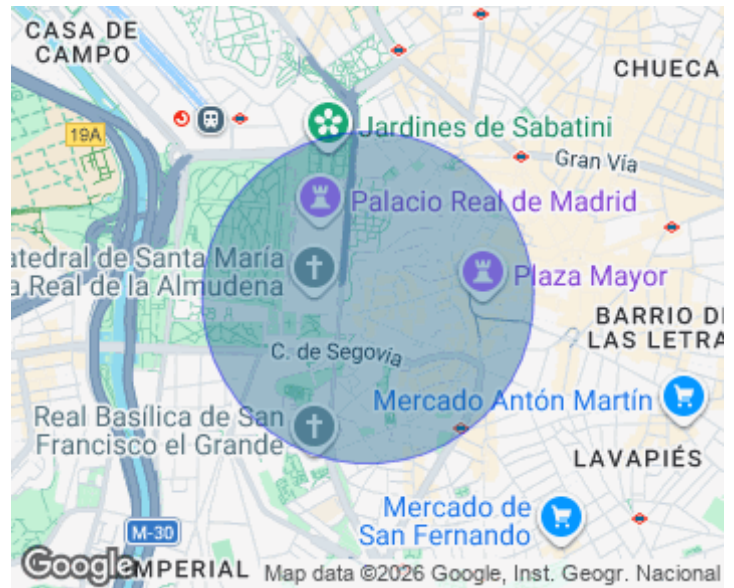 CASA DE
CAMPO
CHUECA
19A
Jardines de Sabatini
Gran Vía
Palacio Real de Madrid
atedral de Santa María
a Real de la Almudena
Plaza Mayor
BARRIO DE
LAS LETRA
C. de Segovia
Mercado Antón Martín
Real Basílica de San
Francisco el Grande
LAVAPIÉS
Mercado de
San Fernando
M-30
Google
IMPERIAL
Map data ©2026 Google, Inst. Geogr. Nacional